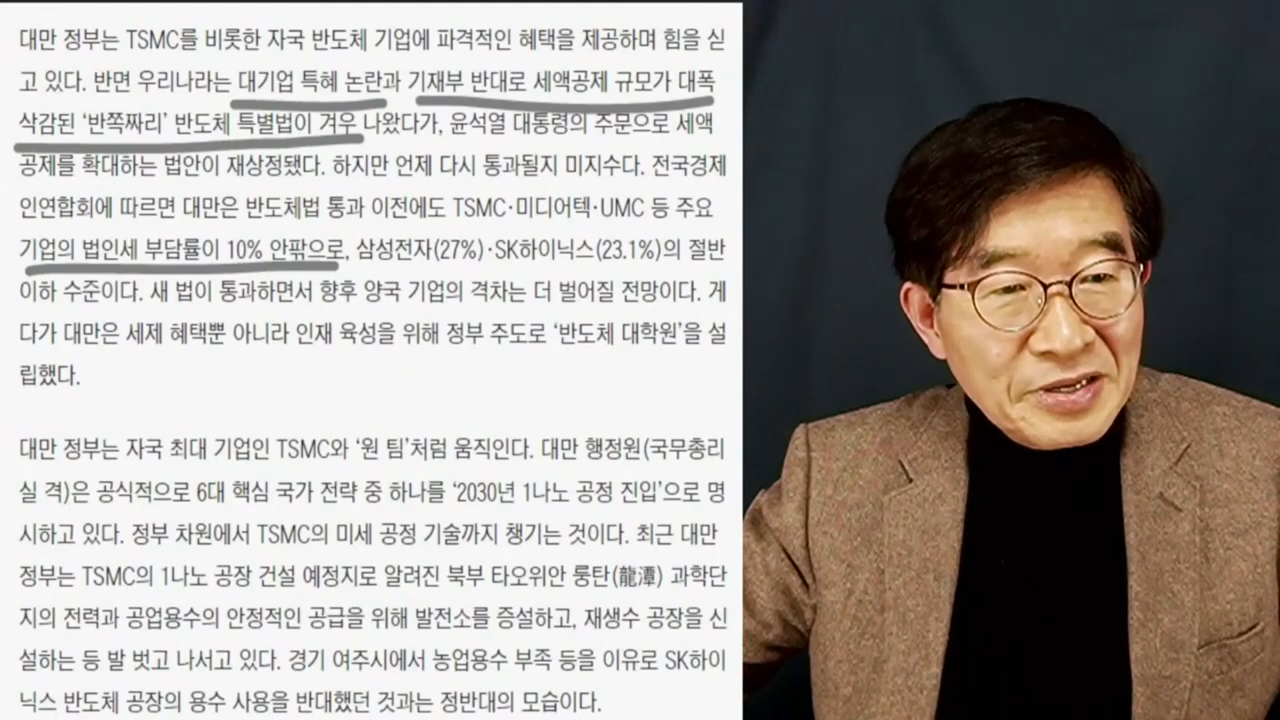 대만 정부는 TSMC를 비롯한 자국 반도체 기업에 파격적인 혜택을 제공하며 힘을 싣
고 있다. 반면 우리나라는 대기업 특혜 논란과 기재부 반대로 세액공제 규모가 대폭
삭감된 ‘반쪽짜리’ 반도체 특별법이 겨우 나왔다가, 윤석열 대통령의 주문으로 세액
공제를 확대하는 법안이 재상정됐다. 하지만 언제 다시 통과될지 미지수다. 전국경제
인연합회에 따르면 대만은 반도체법 통과 이전에도 TSMC·미디어텍·UMC 등 주요
기업의 법인세 부담률이 10% 안팎으로, 삼성전자(27%)·SK하이닉스(23.1%)의 절반
이하 수준이다. 새 법이 통과하면서 향후 양국 기업의 격차는 더 벌어질 전망이다. 게
다가 대만은 세제 혜택뿐 아니라 인재 육성을 위해 정부 주도로 ‘반도체 대학원’을 설
립했다.
대만 정부는 자국 최대 기업인 TSMC와 ‘원 팀’처럼 움직인다. 대만 행정원(국무총리
실 격)은 공식적으로 6대 핵심 국가 전략 중 하나를 ‘2030년 1나노 공정 진입’으로 명
시하고 있다. 정부 차원에서 TSMC의 미세 공정 기술까지 챙기는 것이다. 최근 대만
정부는 TSMC의 1나노 공장 건설 예정지로 알려진 북부 타오위안 룽탄(龍潭) 과학단
지의 전력과 공업용수의 안정적인 공급을 위해 발전소를 증설하고, 재생수 공장을 신
설하는 등 발 벗고 나서고 있다. 경기 여주시에서 농업용수 부족 등을 이유로 SK하이
닉스 반도체 공장의 용수 사용을 반대했던 것과는 정반대의 모습이다.